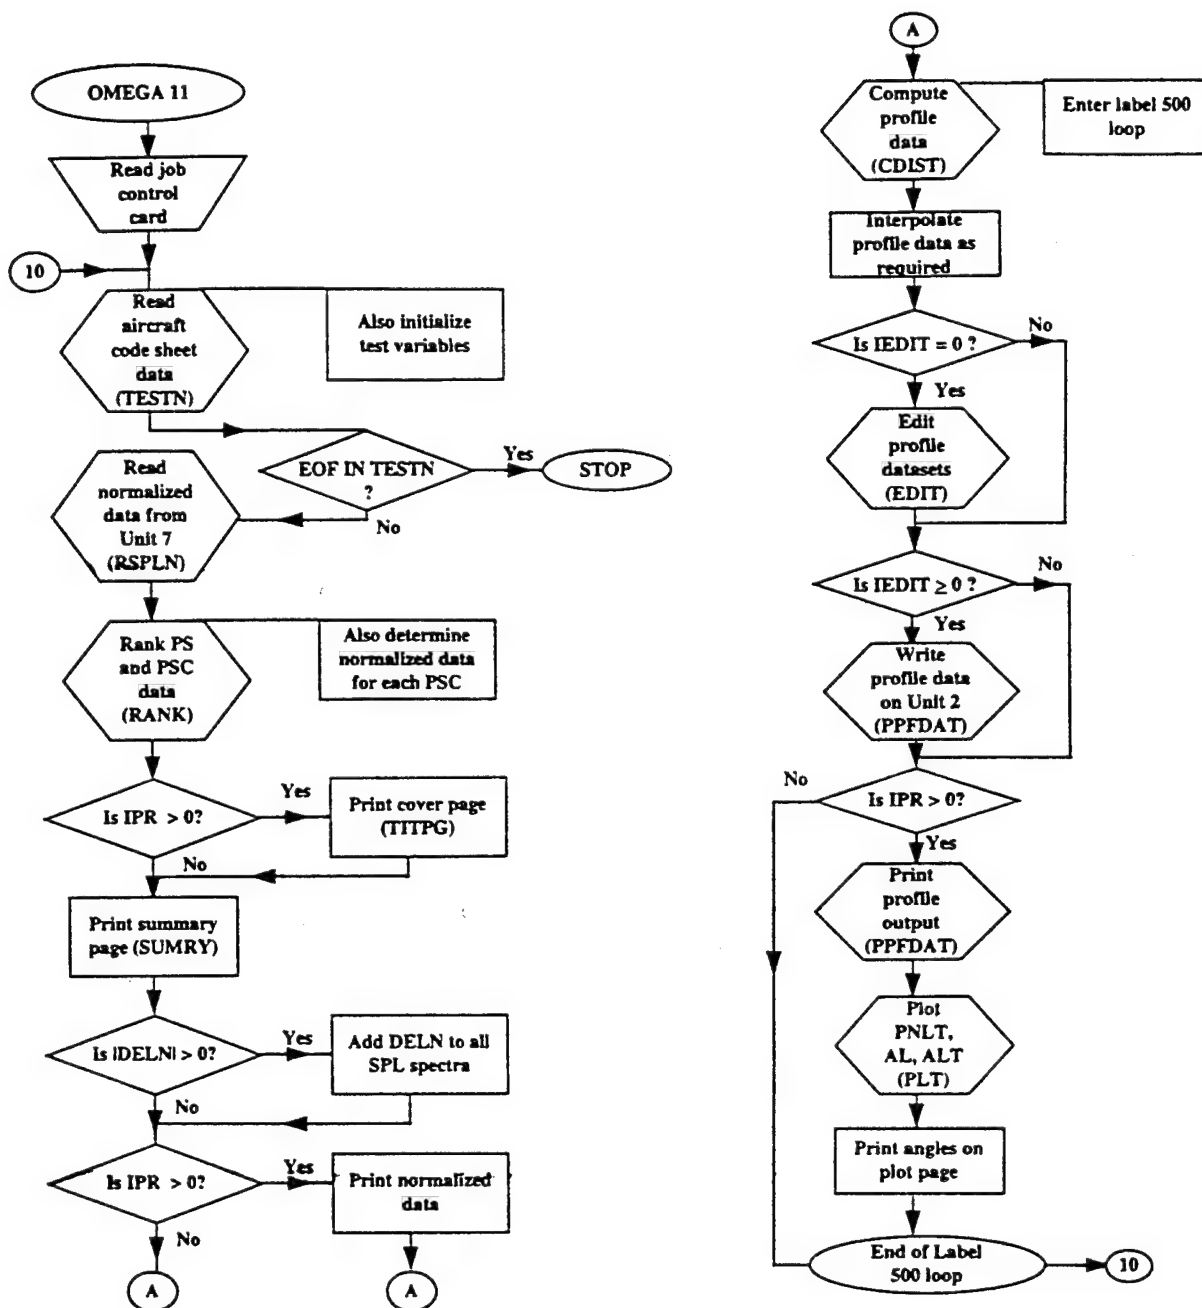 OMEGA 11
Read job
control
card
10
Read
aircraft
code sheet
data
(TESTN)
Also initialize
test variables
EOF IN TESTN
?
Yes
STOP
No
Read
normalized
data from
Unit 7
(RSPLN)
Rank PS
and PSC
data
(RANK)
Also determine
normalized data
for each PSC
Is IPR > 0?
Yes
Print cover page
(TITPG)
No
Print summary
page (SUMRY)
Is |DELN| > 0?
Yes
Add DELN to all
SPL spectra
No
Is IPR > 0?
Yes
Print normalized
data
No
A
A
A
Compute
profile
data
(CDIST)
Enter label 500
loop
Interpolate
profile data as
required
Is IEDIT = 0 ?
No
Yes
Edit
profile
datasets
(EDIT)
Is IEDIT ≥ 0 ?
No
Yes
Write
profile data
on Unit 2
(PPFDAT)
No
Is IPR > 0?
Yes
Print
profile
output
(PPFDAT)
Plot
PNLT,
AL, ALT
(PLT)
Print angles on
plot page
End of Label
500 loop
10